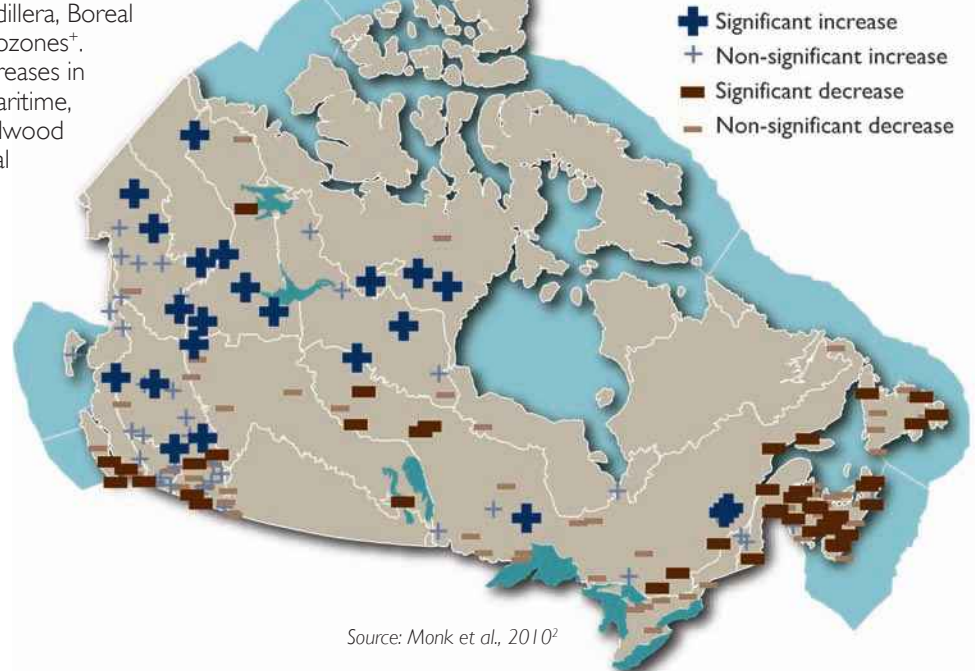 dillera, Boreal
ozones+.
reases in
aritime,
dwood
al
Significant increase
Non-significant increase
Significant decrease
Non-significant decrease
Source: Monk et al., 2010²